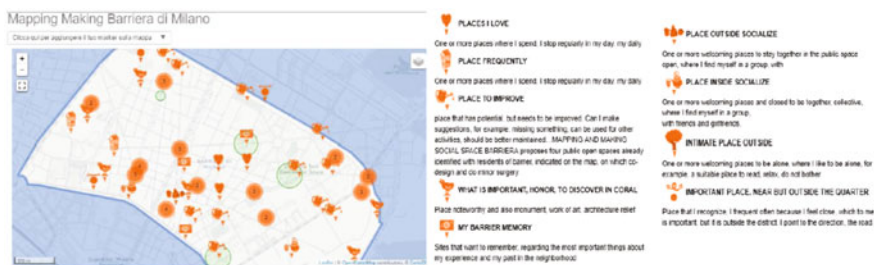 Mapping Making Barriera di Milano
Clicca qui per aggiungere il tuo marker sulla mappa
PLACES I LOVE
One or more places where I spend, I stop regularly in my day, my daily
PLACE FREQUENTLY
One or more places where I spend, I stop regularly in my day, my daily
PLACE TO IMPROVE
place that has potential, but needs to be improved. Can I make
suggestions, for example, missing something, can be used for other
activities, should be better maintained. MAPPING AND MAKING
SOCIAL SPACE BARRIERA proposes four public open spaces already
identified with residents of barrier, indicated on the map, on which co-
design and do minor surgery
WHAT IS IMPORTANT, HONOR, TO DISCOVER IN CORAL
Place noteworthy and also monument, work of art, architecture relief
MY BARRIER MEMORY
Sites that want to remember, regarding the most important things about
my experience and my past in the neighborhood
PLACE OUTSIDE SOCIALIZE
One or more welcoming places to stay together in the public space
open, where I find myself in a group, with
PLACE INSIDE SOCIALIZE
One or more welcoming places and closed to be together, collective,
where I find myself in a group,
with friends and girlfriends.
INTIMATE PLACE OUTSIDE
One or more welcoming places to be alone, where I like to be alone, for
example, a suitable place to read, relax, do not bother
IMPORTANT PLACE, NEAR BUT OUTSIDE THE QUARTER
Place that I recognize, I frequent often because I feel close, which to me
is important, but it is outside the district. I point to the direction, the road